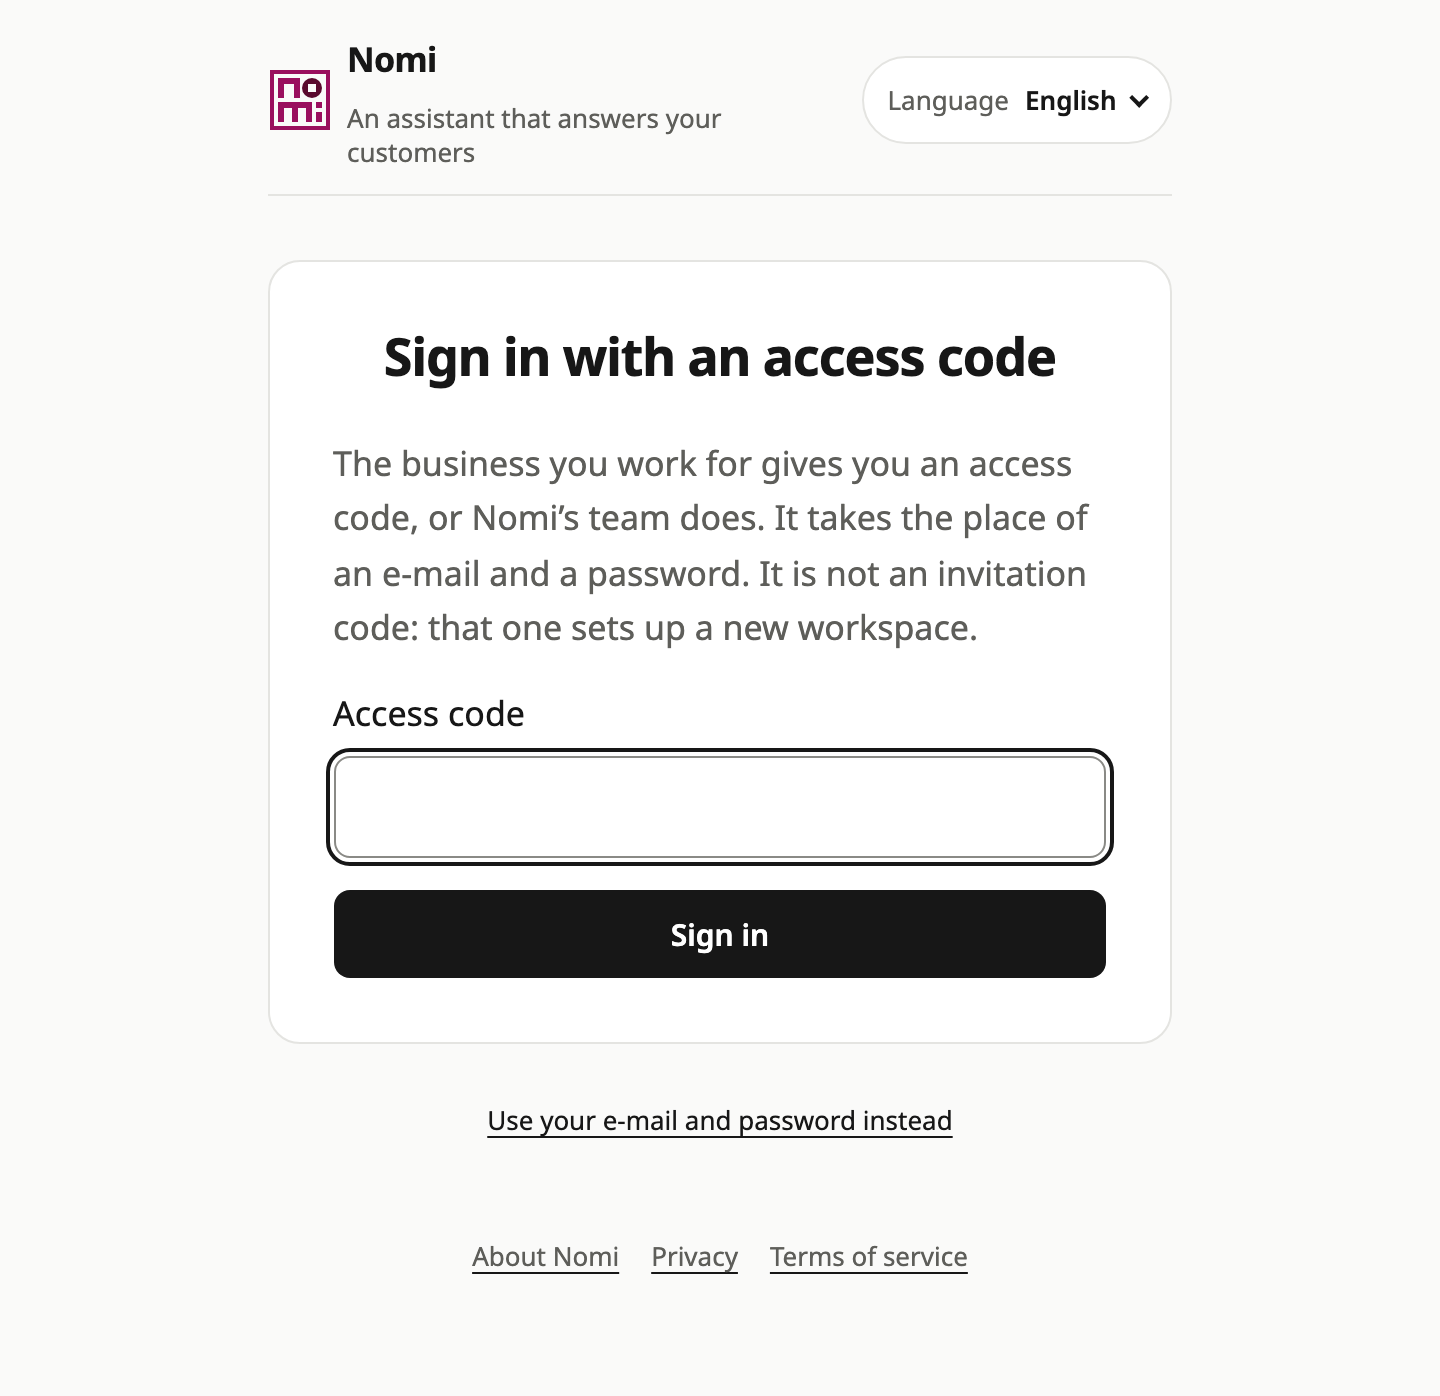 nomi
Nomi
An assistant that answers your
customers
Language English
Sign in with an access code
The business you work for gives you an access
code, or Nomi’s team does. It takes the place of
an e-mail and a password. It is not an invitation
code: that one sets up a new workspace.
Access code
Sign in
Use your e-mail and password instead
About Nomi Privacy Terms of service